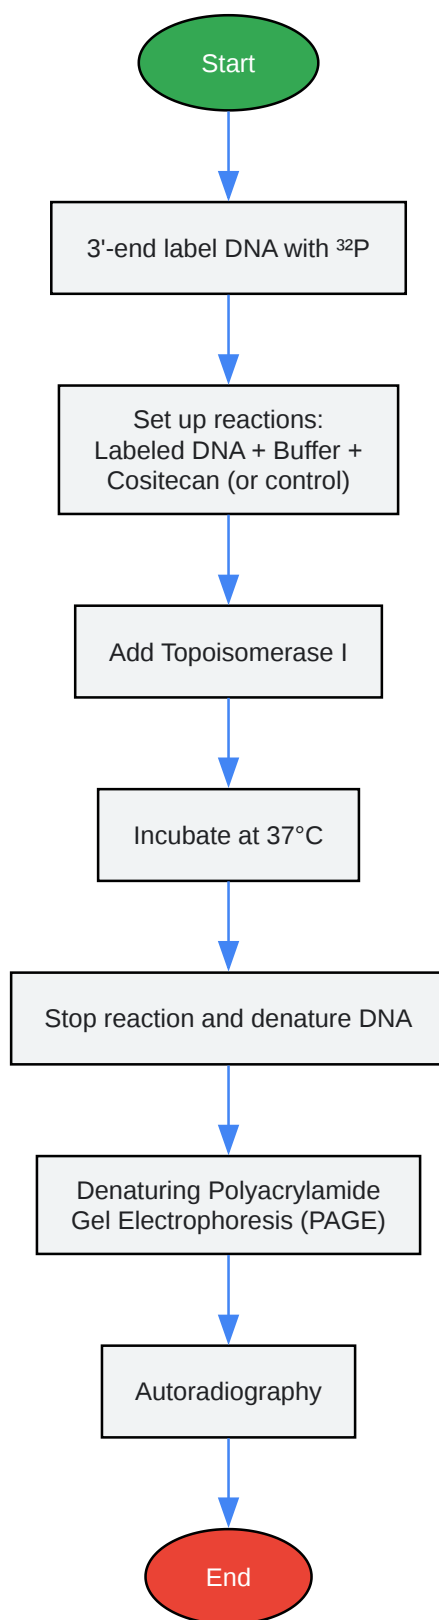 Start
3'-end label DNA with ³²P
Set up reactions:
Labeled DNA + Buffer +
Cositecan (or control)
Add Topoisomerase I
Incubate at 37°C
Stop reaction and denature DNA
Denaturing Polyacrylamide
Gel Electrophoresis (PAGE)
Autoradiography
End